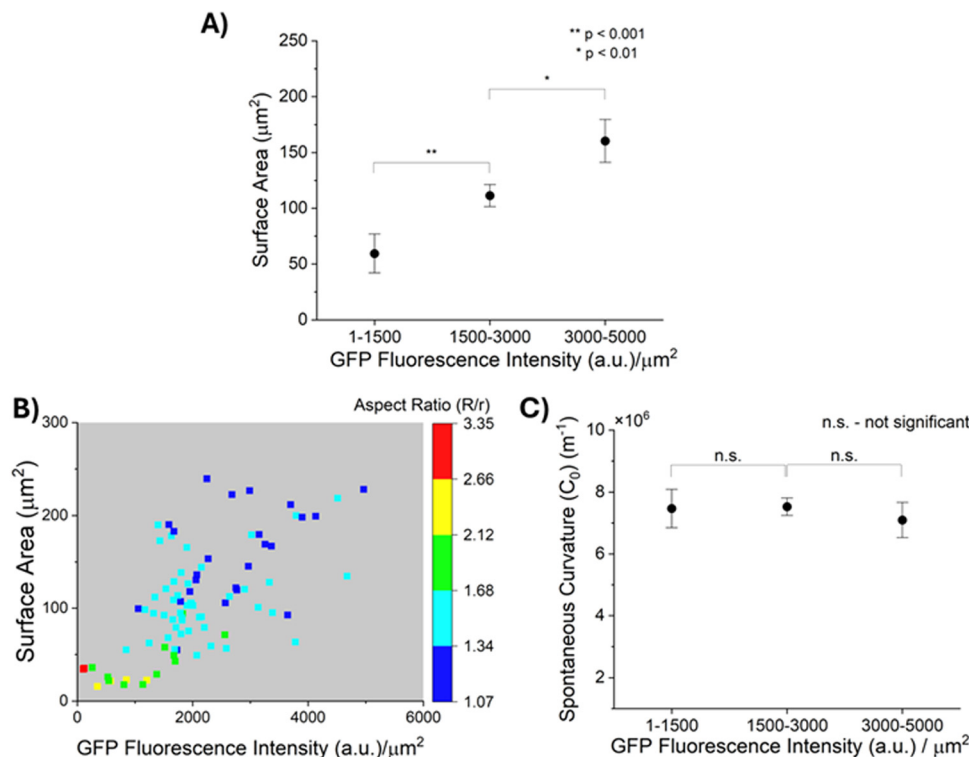 A)
** p < 0.001
* p < 0.01
250
200
150
100
50
0
Surface Area (μm²)
**
*
1-1500 1500-3000 3000-5000
GFP Fluorescence Intensity (a.u.)/μm²
B)
Aspect Ratio (R/r)
300
200
100
0
Surface Area (μm²)
0 2000 4000 6000
GFP Fluorescence Intensity (a.u.)/μm²
3.35
2.66
2.12
1.68
1.34
1.07
C)
×10⁶
n.s. - not significant
10
8
6
4
2
Spontaneous Curvature (C₀) (m⁻¹)
n.s. n.s.
1-1500 1500-3000 3000-5000
GFP Fluorescence Intensity (a.u.) / μm²